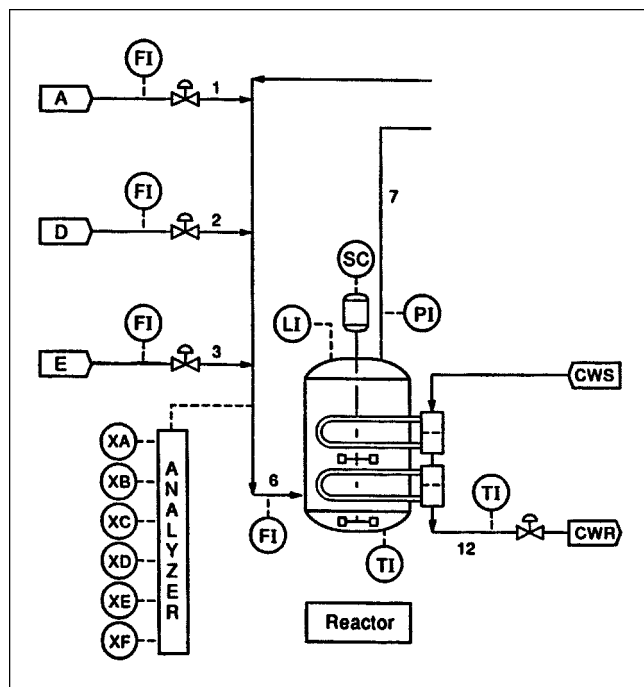 FI
A
1
FI
D
2
7
SC
FI
LI
PI
E
3
CWS
XA
ANALYZER
XB
XC
6
TI
XD
FI
12
CWR
TI
XE
XF
Reactor